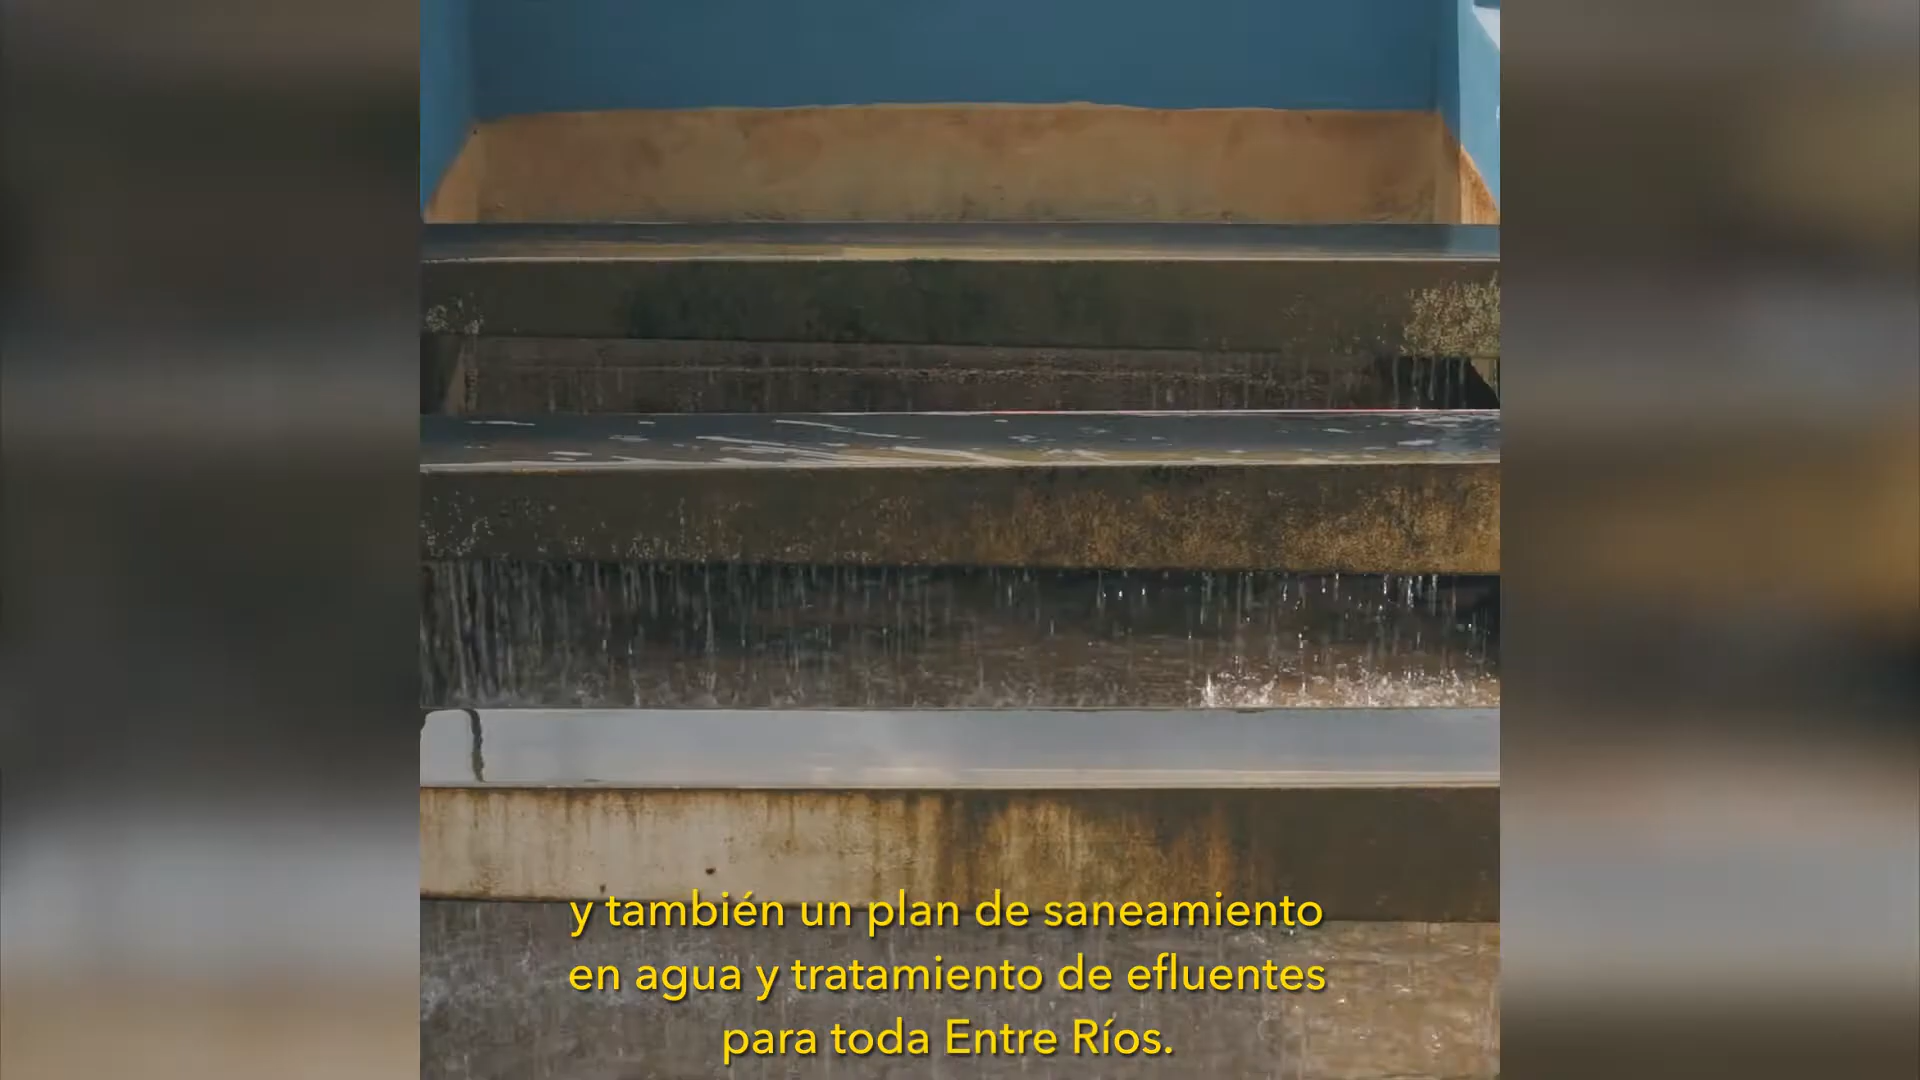 y también un plan de saneamiento
en agua y tratamiento de efluentes
para toda Entre Ríos.